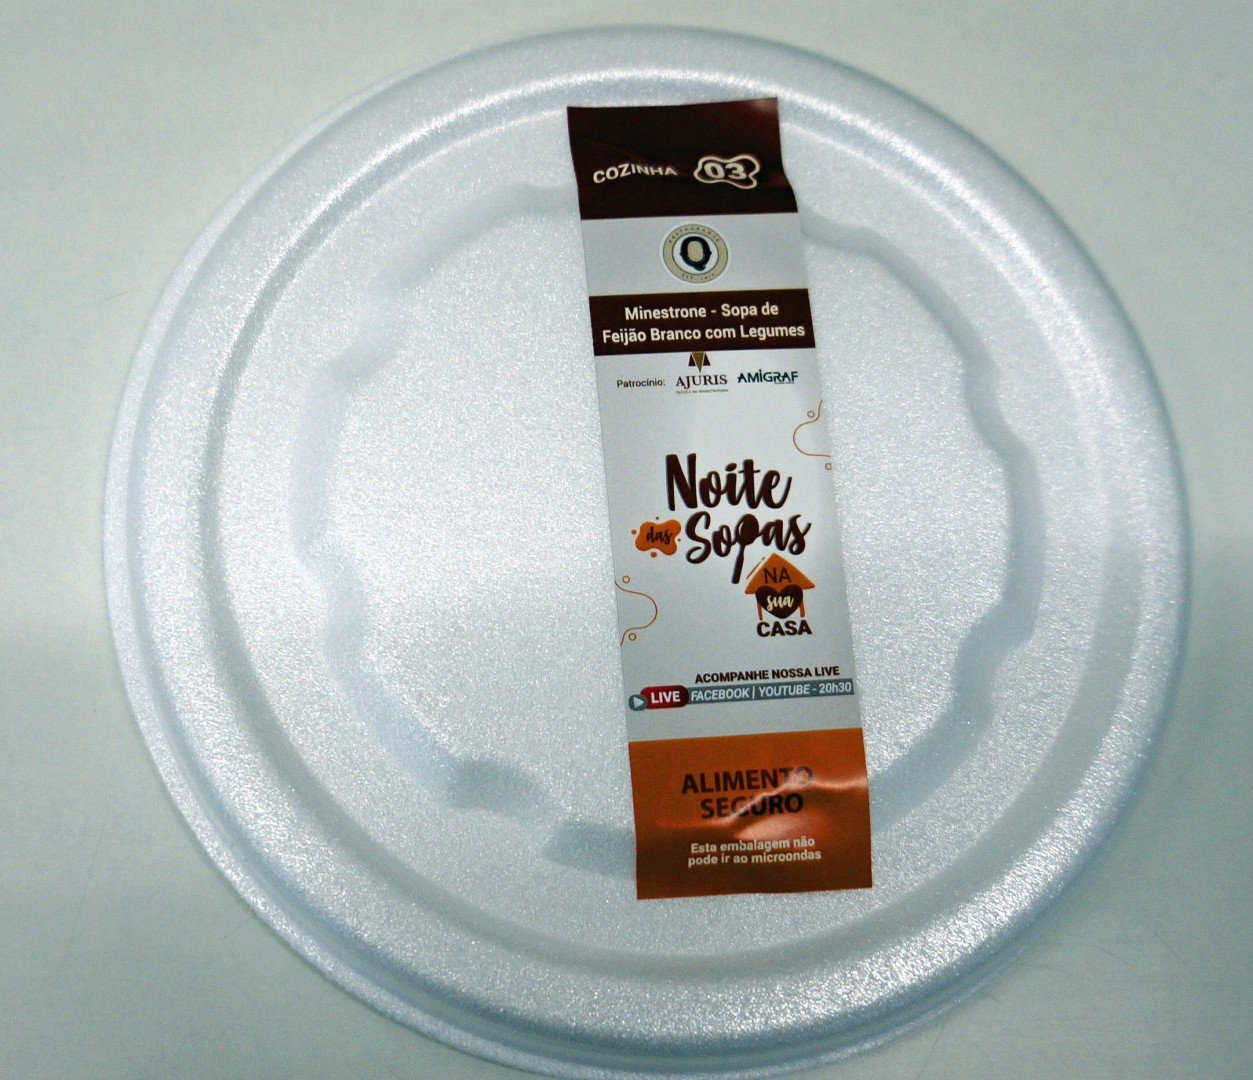 COZINHA 03
RESTAURANTE
Q
Minestrone - Sopa de
Feijão Branco com Legumes
Patrocínio: AJURIS AMIGRAF
Noite
das Sopas
NA
sua
CASA
ACOMPANHE NOSSA LIVE
LIVE FACEBOOK | YOUTUBE - 20h30
ALIMENTO
SEGURO
Esta embalagem não
pode ir ao microondas